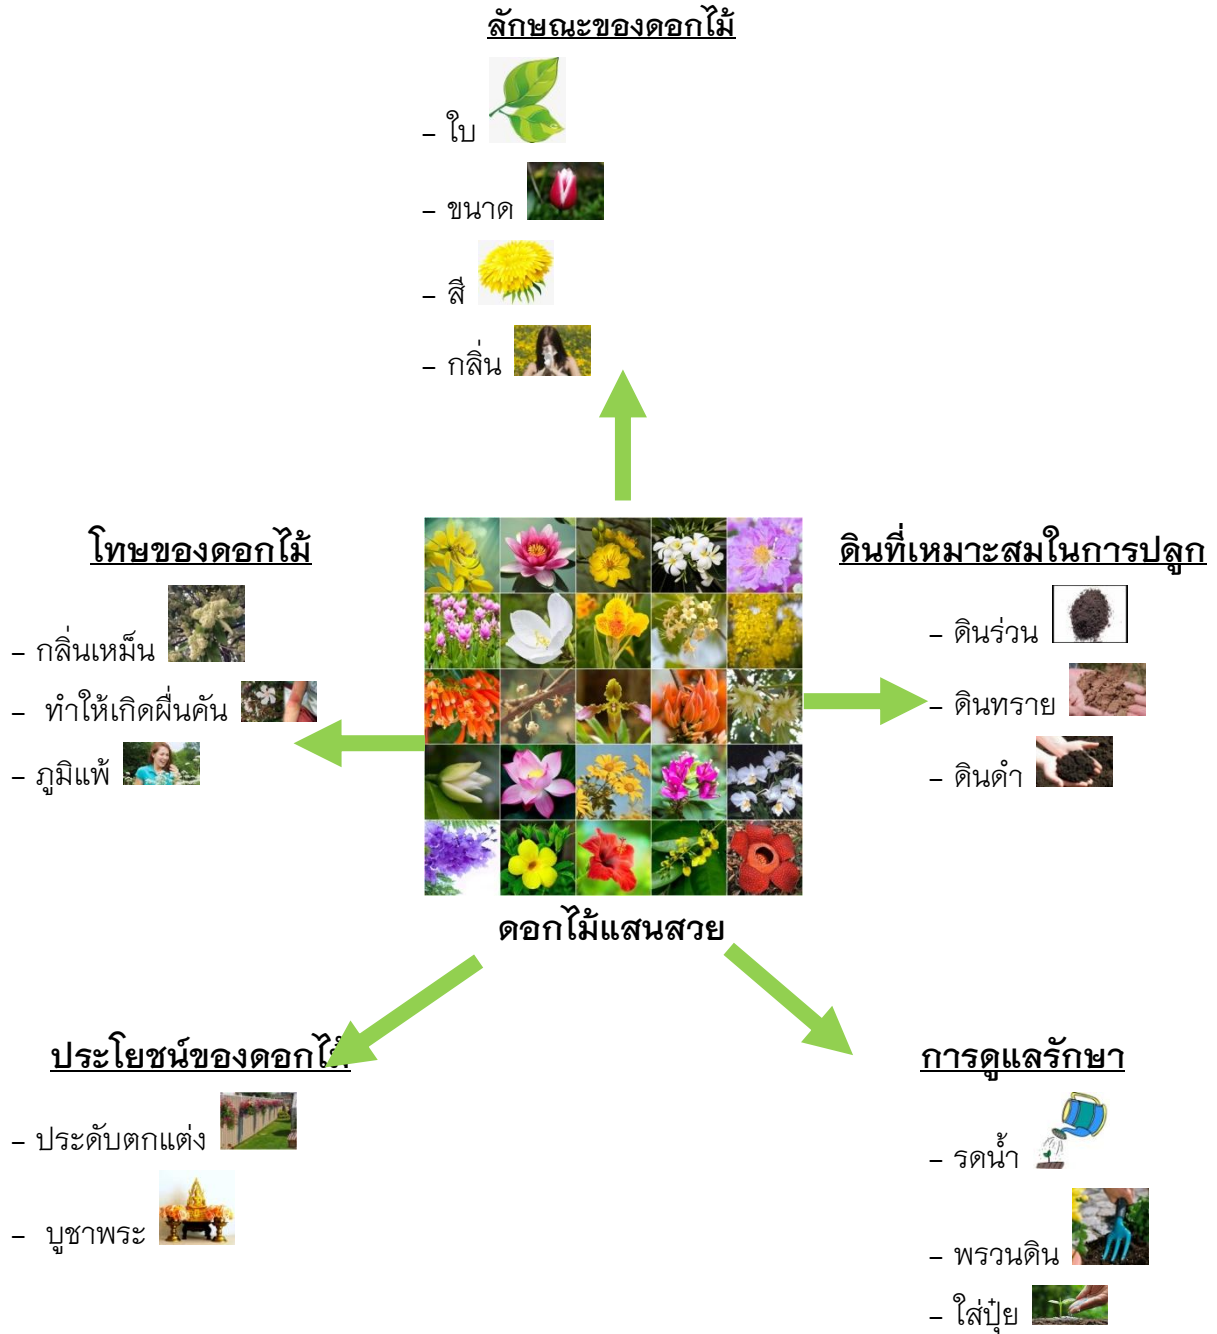 ลักษณะของดอกไม้
- ใบ
- ขนาด
- สี
- กลิ่น
โทษของดอกไม้
- กลิ่นเหม็น
- ทำให้เกิดผื่นคัน
- ภูมิแพ้
ดินที่เหมาะสมในการปลูก
- ดินร่วน
- ดินทราย
- ดินดำ
ดอกไม้แสนสวย
ประโยชน์ของดอกไม้
- ประดับตกแต่ง
- บูชาพระ
การดูแลรักษา
- รดน้ำ
- พรวนดิน
- ใส่ปุ๋ย